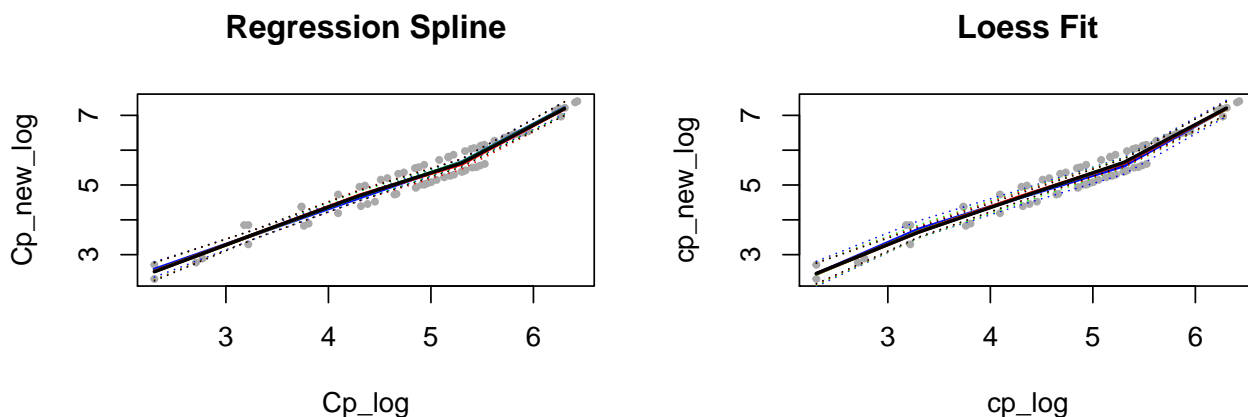 Regression Spline
Cp_new_log
7
5
3
3 4 5 6
Cp_log
Loess Fit
cp_new_log
7
5
3
3 4 5 6
cp_log